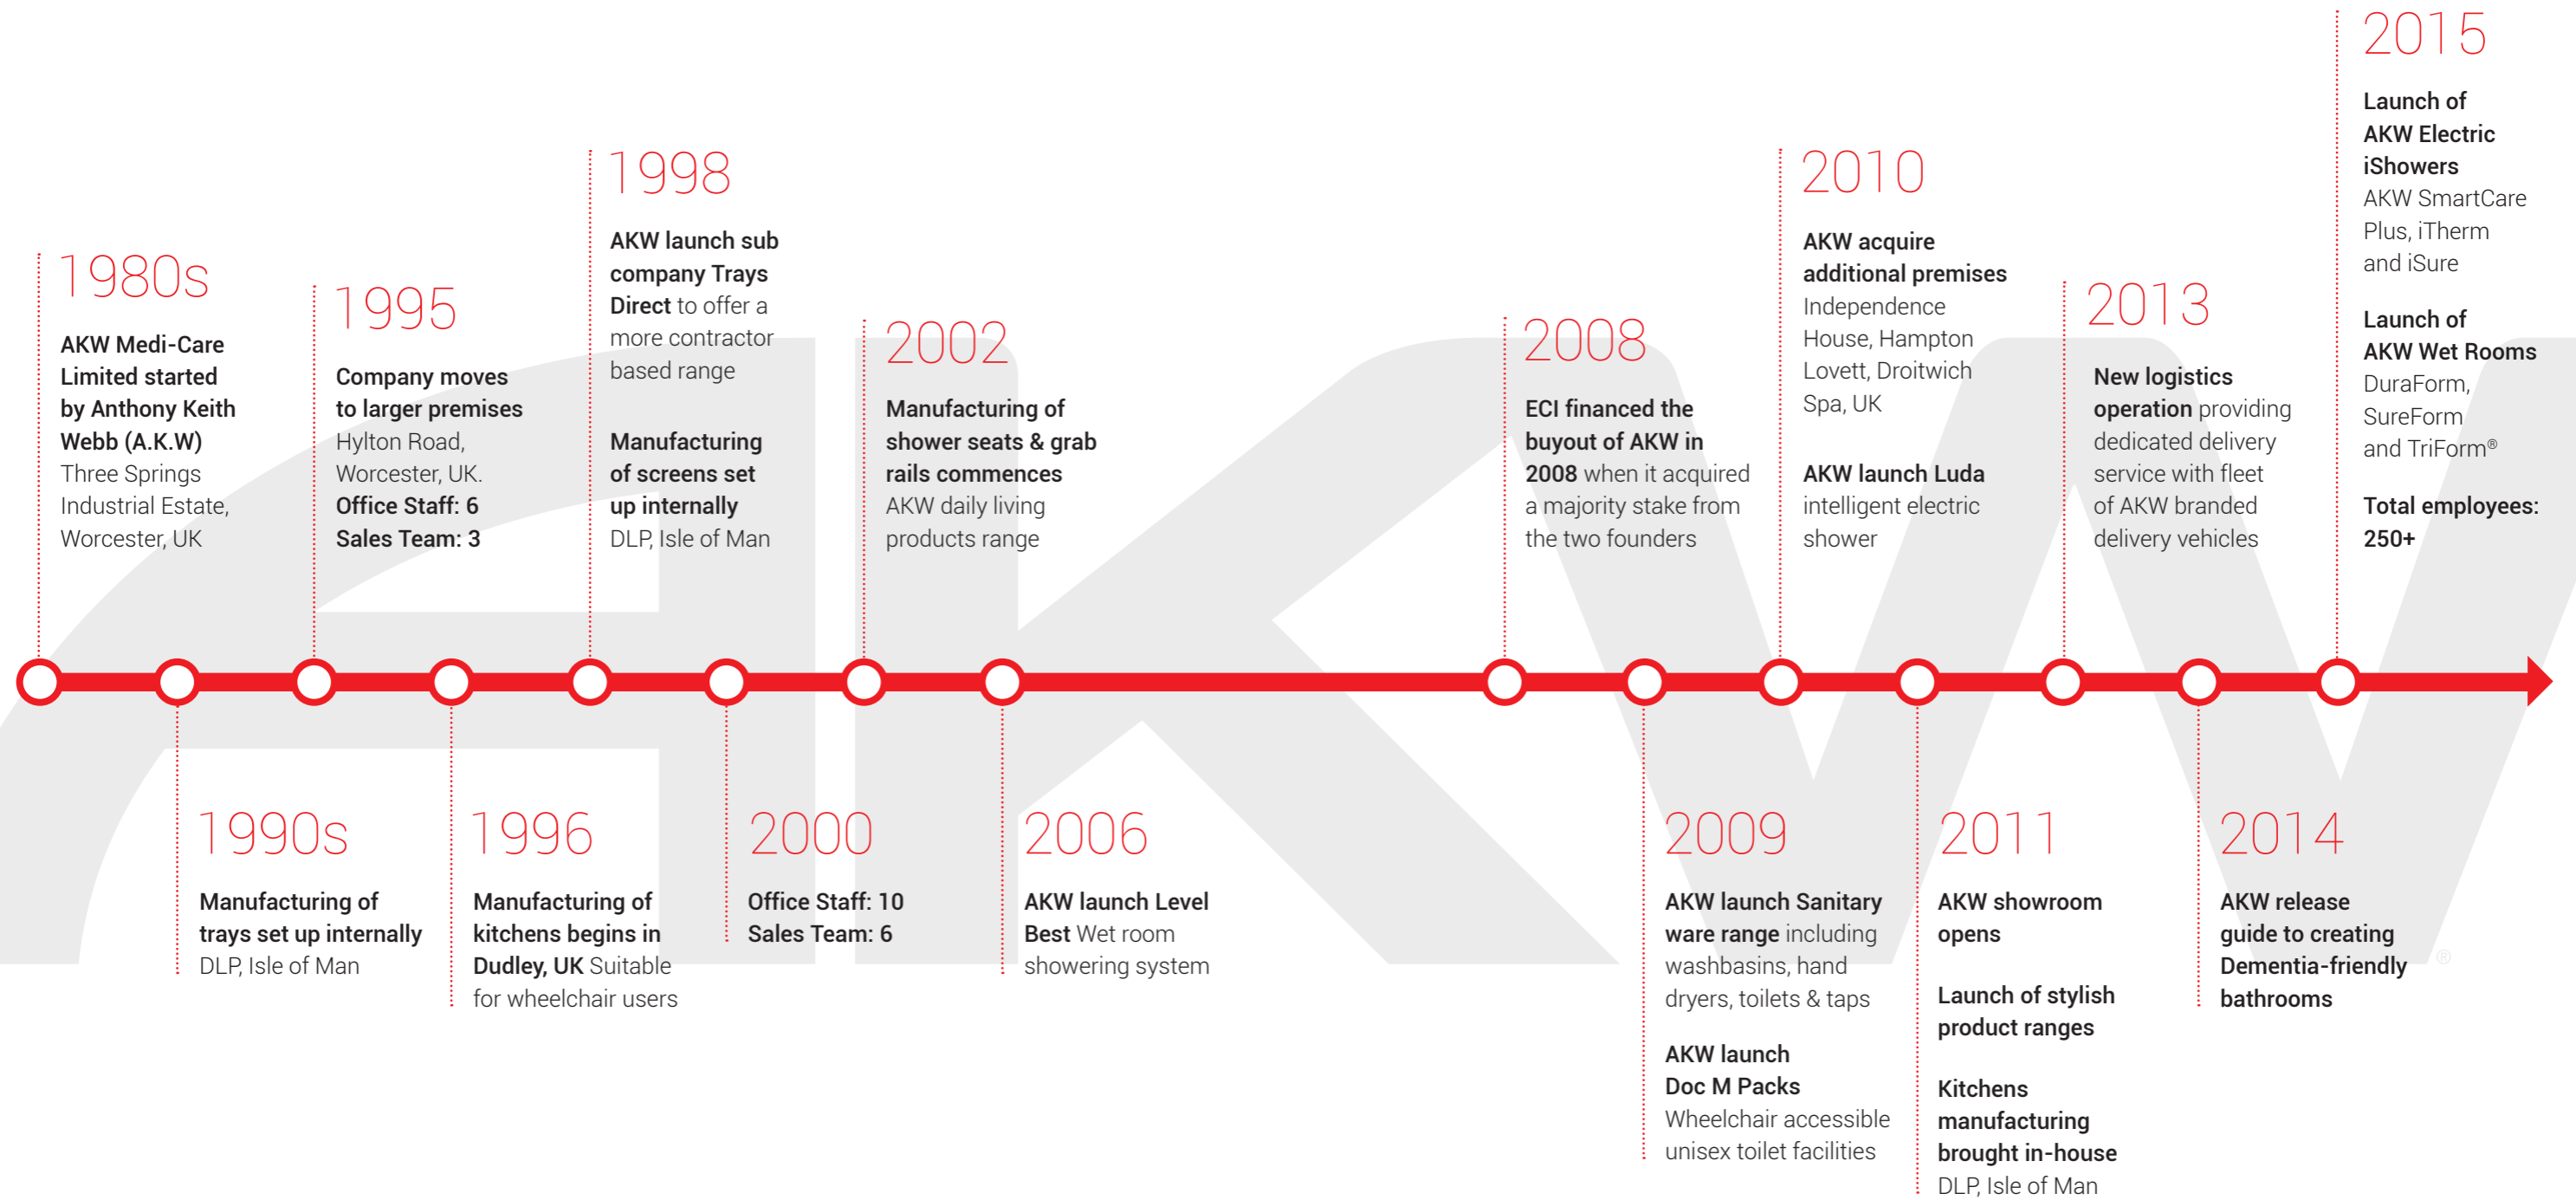 1980s
AKW Medi-Care
Limited started
by Anthony Keith
Webb (A.K.W)
Three Springs
Industrial Estate,
Worcester, UK
1990s
Manufacturing of
trays set up internally
DLP, Isle of Man
1995
Company moves
to larger premises
Hylton Road,
Worcester, UK.
Office Staff: 6
Sales Team: 3
1996
Manufacturing of
kitchens begins in
Dudley, UK Suitable
for wheelchair users
1998
AKW launch sub
company Trays
Direct to offer a
more contractor
based range
Manufacturing
of screens set
up internally
DLP, Isle of Man
2000
Office Staff: 10
Sales Team: 6
2002
Manufacturing of
shower seats & grab
rails commences
AKW daily living
products range
2006
AKW launch Level
Best Wet room
showering system
2008
ECI financed the
buyout of AKW in
2008 when it acquired
a majority stake from
the two founders
2009
AKW launch Sanitary
ware range including
washbasins, hand
dryers, toilets & taps
AKW launch
Doc M Packs
Wheelchair accessible
unisex toilet facilities
2010
AKW acquire
additional premises
Independence
House, Hampton
Lovett, Droitwich
Spa, UK
AKW launch Luda
intelligent electric
shower
2011
AKW showroom
opens
Launch of stylish
product ranges
Kitchens
manufacturing
brought in-house
DLP, Isle of Man
2013
New logistics
operation providing
dedicated delivery
service with fleet
of AKW branded
delivery vehicles
2014
AKW release
guide to creating
Dementia-friendly
bathrooms
2015
Launch of
AKW Electric
iShowers
AKW SmartCare
Plus, iTherm
and iSure
Launch of
AKW Wet Rooms
DuraForm,
SureForm
and TriForm®
Total employees:
250+
AKW®